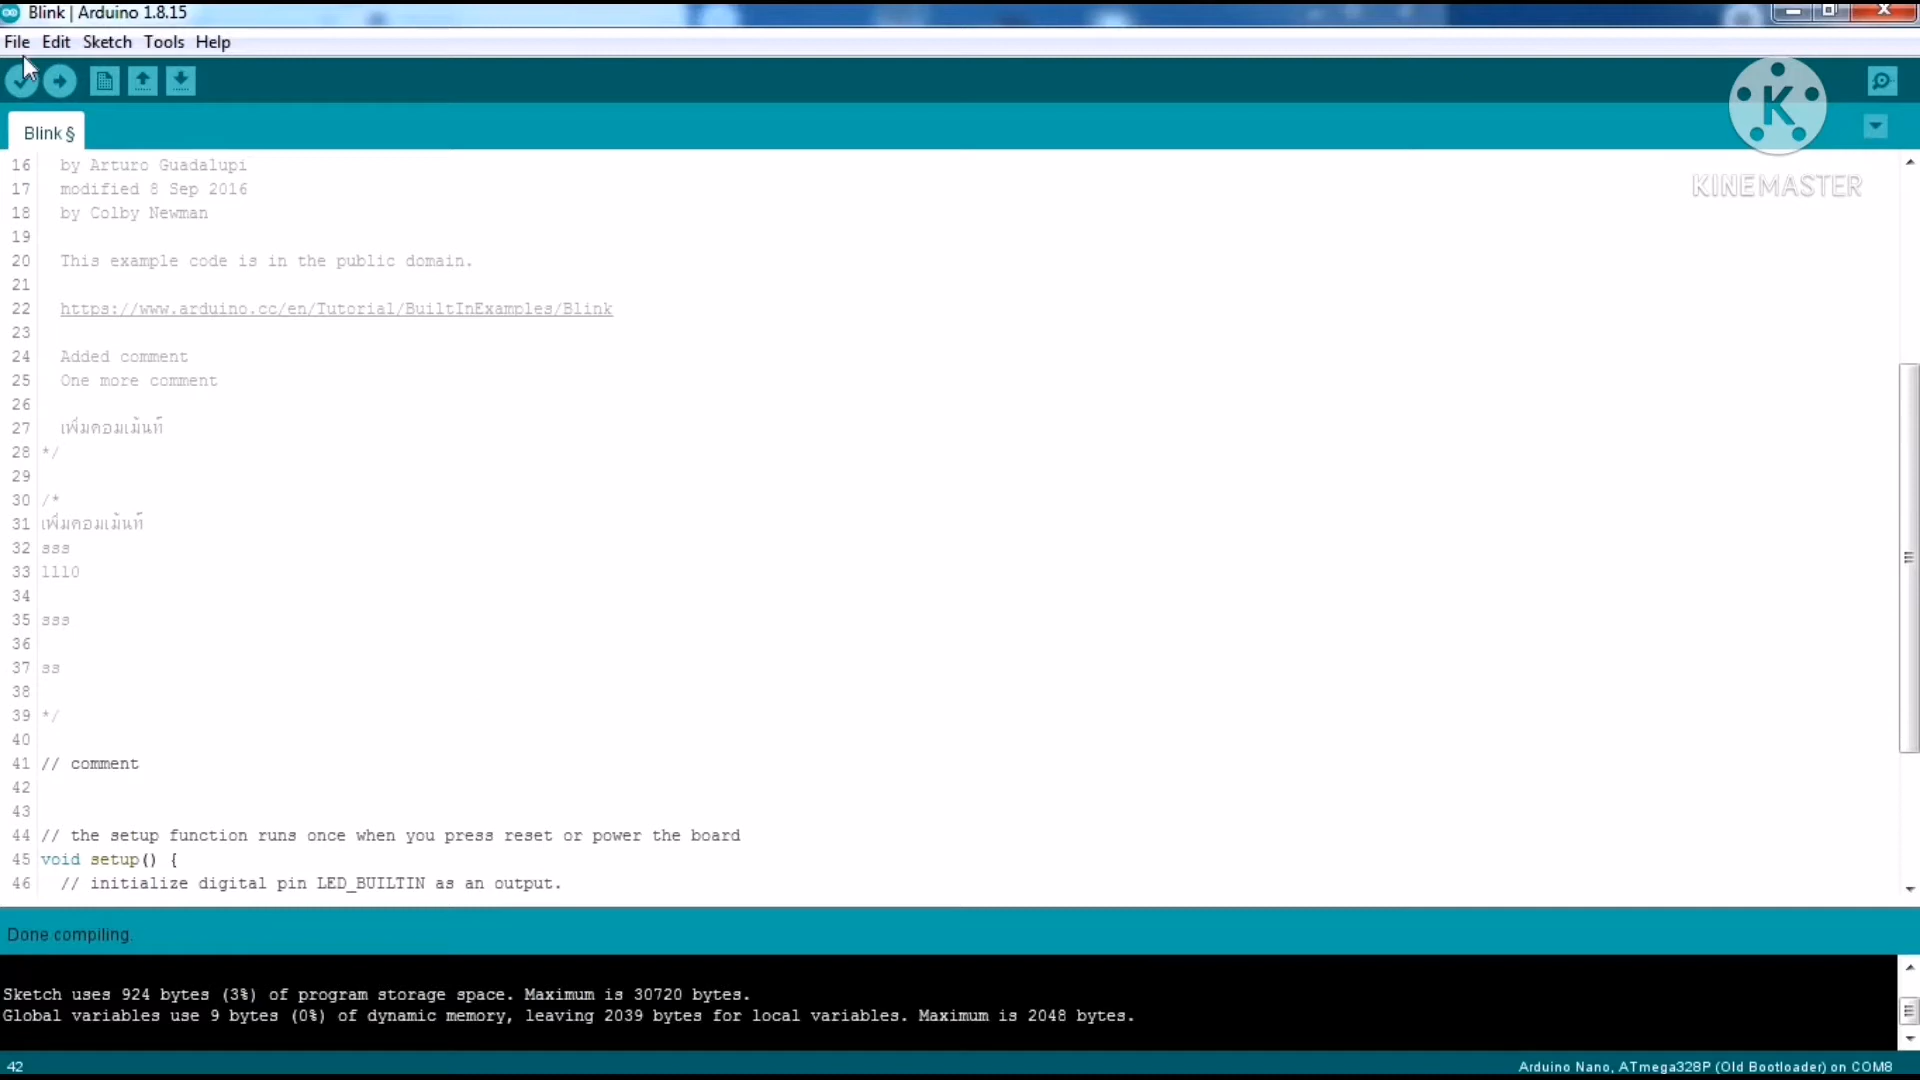 Blink | Arduino 1.8.15
File Edit Sketch Tools Help
K
KINEMASTER
Blink §
16 by Arturo Guadalupi
17 modified 8 Sep 2016
18 by Colby Newman
19
20 This example code is in the public domain.
21
22 https://www.arduino.cc/en/Tutorial/BuiltInExamples/Blink
23
24 Added comment
25 One more comment
26
27 เพิ่มคอมเม้นท์
28 */
29
30 /*
31 เพิ่มคอมเม้นท์
32 sss
33 1110
34
35 sss
36
37 ss
38
39 */
40
41 // comment
42
43
44 // the setup function runs once when you press reset or power the board
45 void setup() {
46 // initialize digital pin LED_BUILTIN as an output.
Done compiling.
Sketch uses 924 bytes (3%) of program storage space. Maximum is 30720 bytes.
Global variables use 9 bytes (0%) of dynamic memory, leaving 2039 bytes for local variables. Maximum is 2048 bytes.
42 Arduino Nano, ATmega328P (Old Bootloader) on COM8